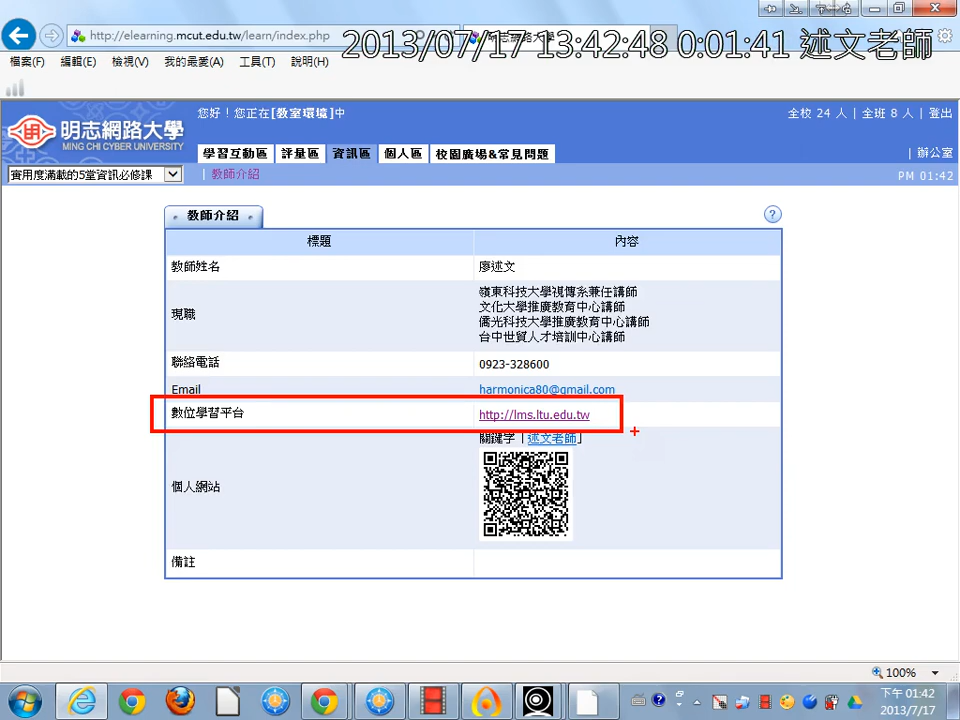 http://elearning.mcut.edu.tw/learn/index.php
2013/07/17 13:42:48 0:01:41 述文老師
檔案(F) 編輯(E) 檢視(V) 我的最愛(A) 工具(T) 說明(H)
您好！您正在[教室環境]中
全校 24 人 | 全班 8 人 | 登出
明志網路大學
MING CHI CYBER UNIVERSITY
學習互動區 評量區 資訊區 個人區 校園廣場&常見問題
| 辦公室
實用度滿載的5堂資訊必修課 | 教師介紹
PM 01:42
教師介紹
?
標題 內容
教師姓名 廖述文
現職
嶺東科技大學視傳系兼任講師
文化大學推廣教育中心講師
僑光科技大學推廣教育中心講師
台中世貿人才培訓中心講師
聯絡電話 0923-328600
Email harmonica80@gmail.com
數位學習平台 http://lms.ltu.edu.tw
關鍵字「述文老師」
個人網站
備註
100%
下午 01:42
2013/7/17